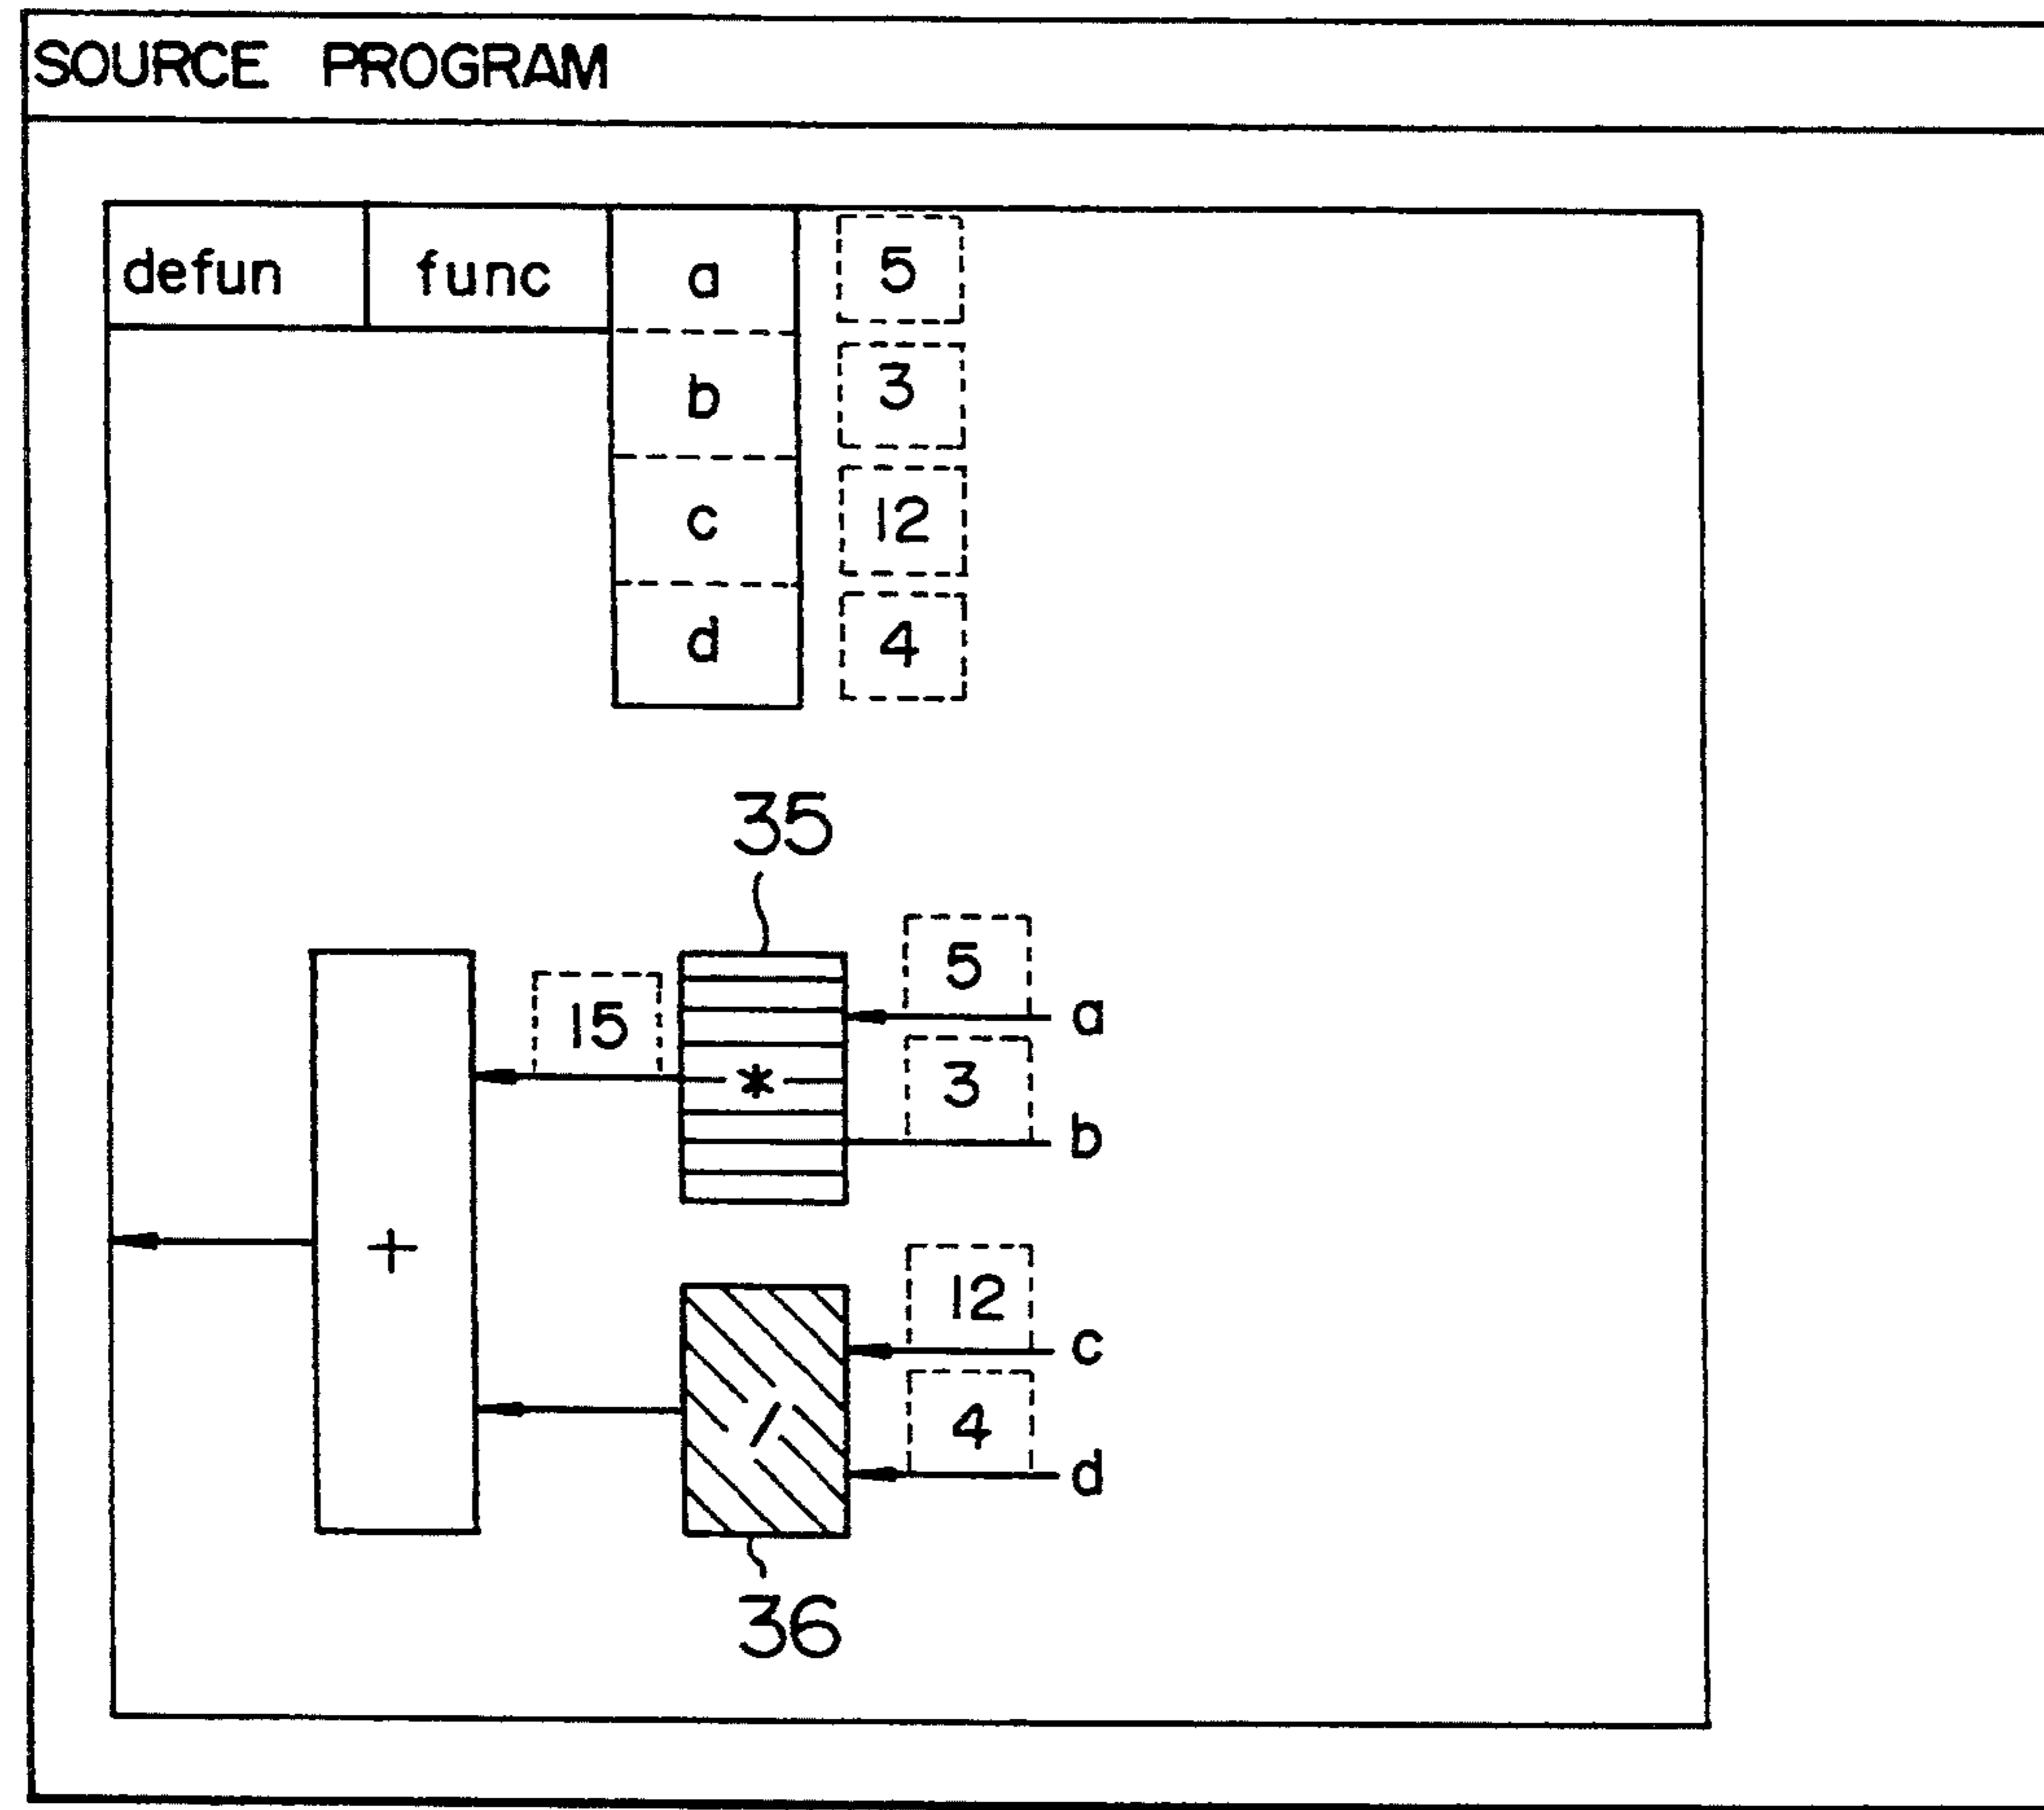 SOURCE PROGRAM
defun func a 5
b 3
c 12
d 4
35
5
15 a
* 3
b
+
12
c
/ 4
d
36